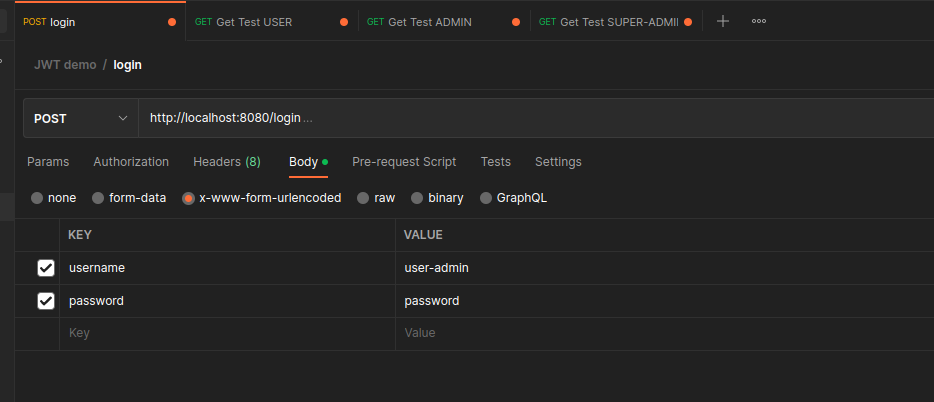 POST login GET Get Test USER GET Get Test ADMIN GET Get Test SUPER-ADMI
JWT demo / login
POST http://localhost:8080/login...
Params Authorization Headers (8) Body Pre-request Script Tests Settings
none form-data x-www-form-urlencoded raw binary GraphQL
KEY VALUE
username user-admin
password password
Key Value